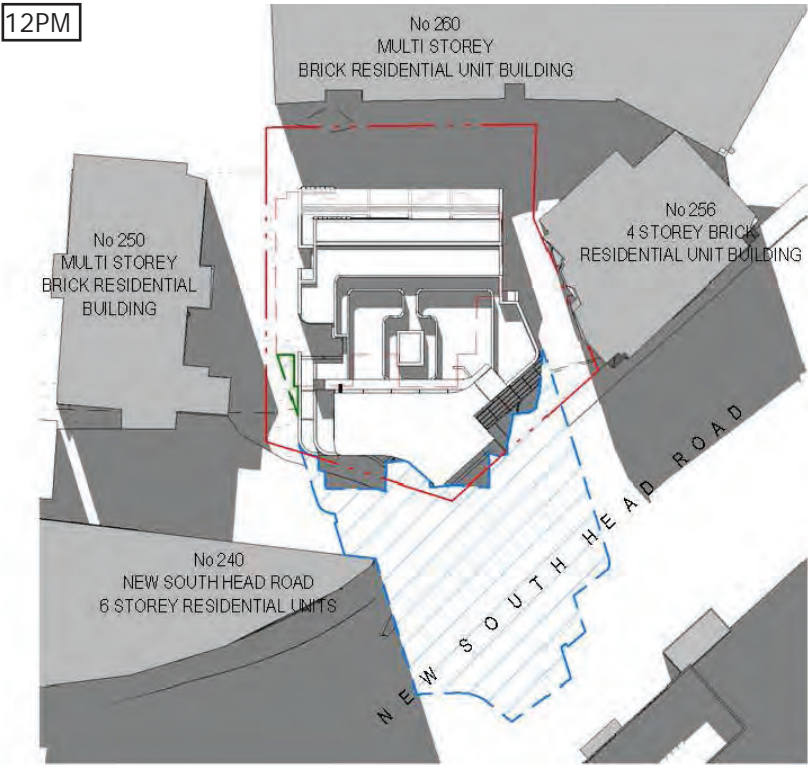 12PM
No 260
MULTI STOREY
BRICK RESIDENTIAL UNIT BUILDING
No 256
4 STOREY BRICK
RESIDENTIAL UNIT BUILDING
No 250
MULTI STOREY
BRICK RESIDENTIAL
BUILDING
No 240
NEW SOUTH HEAD ROAD
6 STOREY RESIDENTIAL UNITS
NEW SOUTH HEAD ROAD